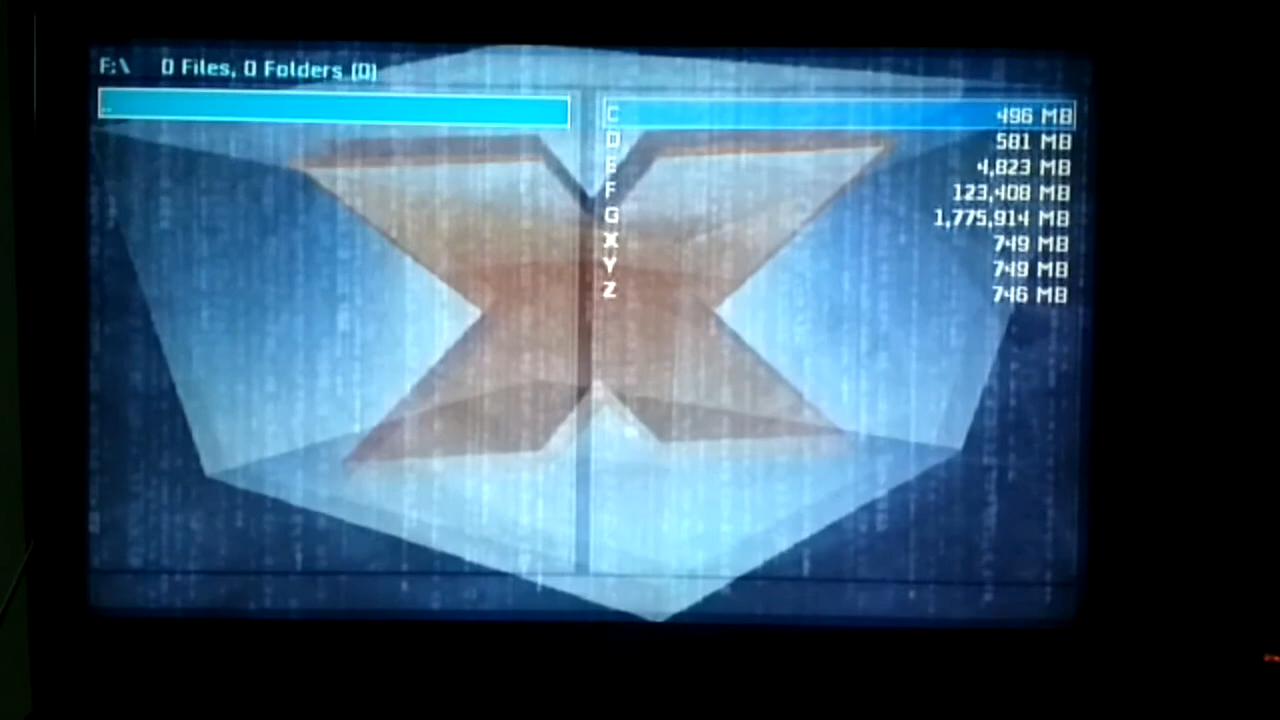 F:\ 0 Files, 0 Folders (0)
..
C 496 MB
D 581 MB
E 4,823 MB
F 123,408 MB
G 1,775,914 MB
X 749 MB
Y 749 MB
Z 746 MB